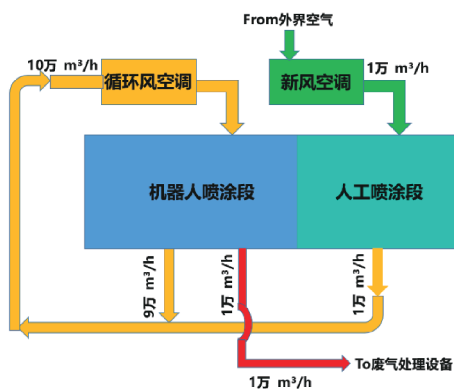 From外界空气
10万 m³/h
循环风空调
新风空调
1万 m³/h
机器人喷涂段
人工喷涂段
9万 m³/h
1万 m³/h
1万 m³/h
To废气处理设备
1万 m³/h